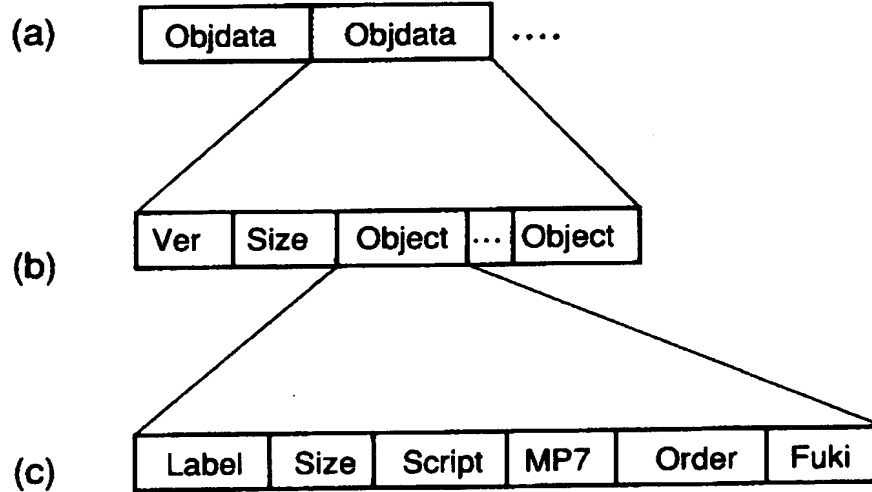 (a) Objdata Objdata ....
(b) Ver Size Object ... Object
(c) Label Size Script MP7 Order Fuki